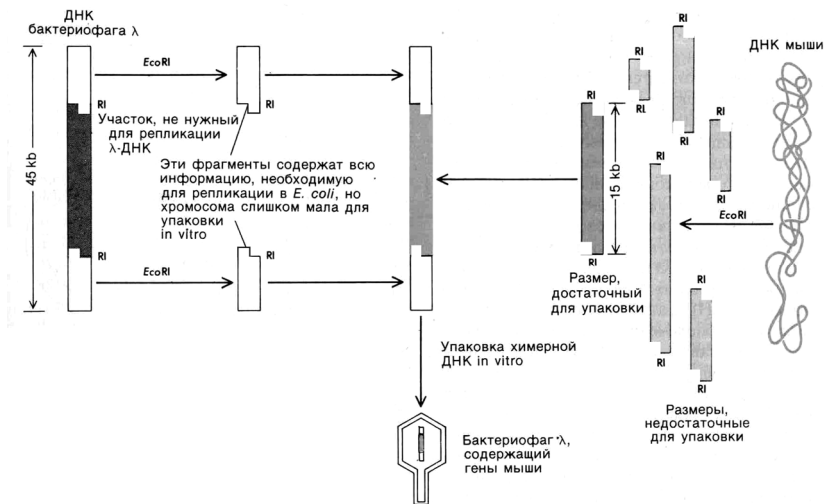 ДНК
бактериофага λ
EcoRI
RI
Участок, не нужный
для репликации
λ-ДНК
45 kb
Эти фрагменты содержат всю
информацию, необходимую
для репликации в E. coli, но
хромосома слишком мала для
упаковки
in vitro
RI
EcoRI
RI
15 kb
RI
Размер,
достаточный
для упаковки
RI
RI
RI
RI
RI
RI
RI
RI
RI
RI
Размеры,
недостаточные
для упаковки
ДНК мыши
EcoRI
Упаковка химерной
ДНК in vitro
Бактериофаг λ,
содержащий
гены мыши